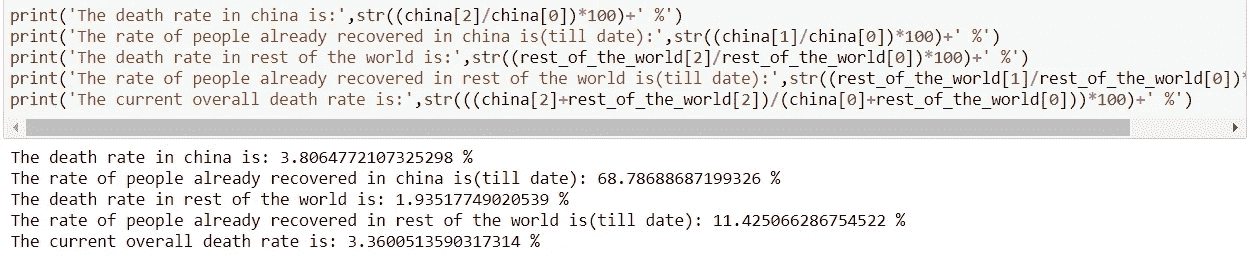 print('The death rate in china is:',str((china[2]/china[0])*100)+' %')
print('The rate of people already recovered in china is(till date):',str((china[1]/china[0])*100)+' %')
print('The death rate in rest of the world is:',str((rest_of_the_world[2]/rest_of_the_world[0])*100)+' %')
print('The rate of people already recovered in rest of the world is(till date):',str((rest_of_the_world[1]/rest_of_the_world[0])*
print('The current overall death rate is:',str(((china[2]+rest_of_the_world[2])/(china[0]+rest_of_the_world[0]))*100)+' %')
The death rate in china is: 3.8064772107325298 %
The rate of people already recovered in china is(till date): 68.78688687199326 %
The death rate in rest of the world is: 1.93517749020539 %
The rate of people already recovered in rest of the world is(till date): 11.425066286754522 %
The current overall death rate is: 3.3600513590317314 %